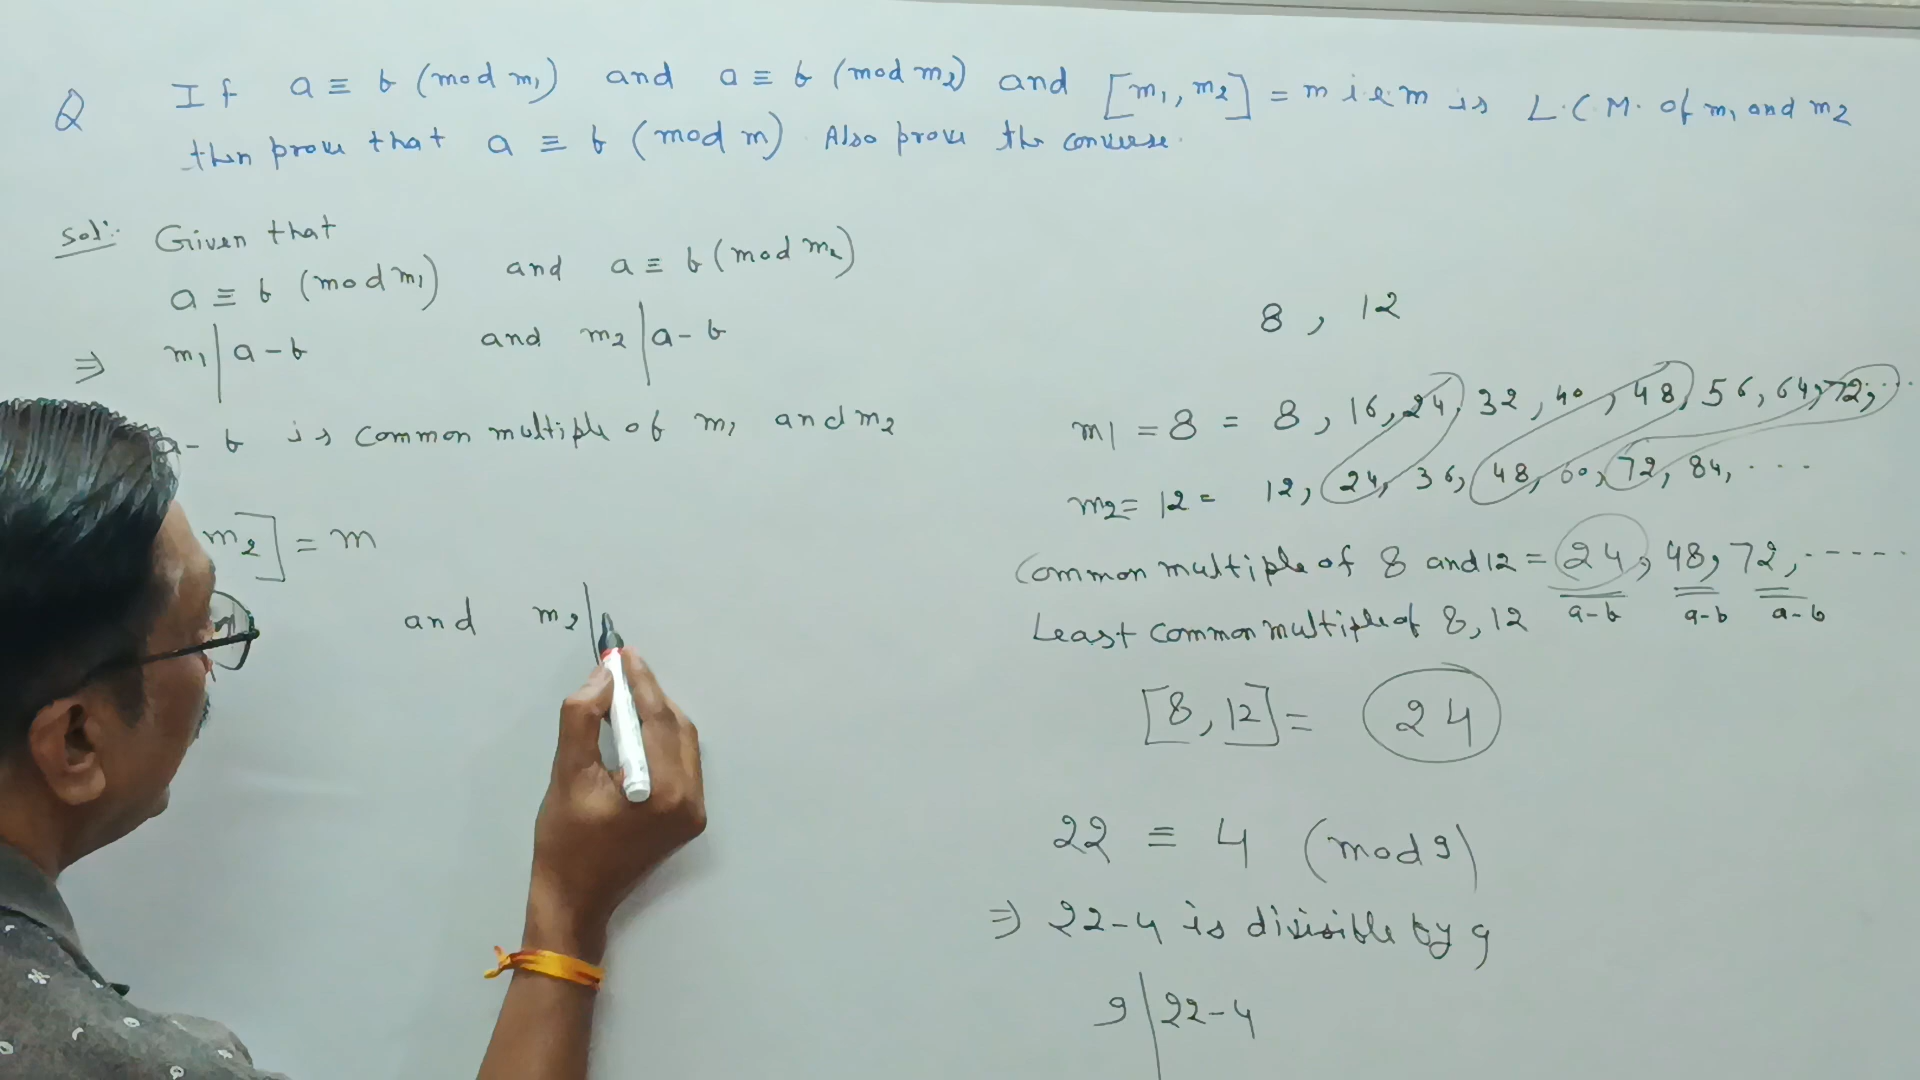 Q If a ≡ b (mod m1) and a ≡ b (mod m2) and [m1, m2] = m i.e m is L.C.M. of m1 and m2
then prove that a ≡ b (mod m). Also prove the converse.
Sol:- Given that
a ≡ b (mod m1) and a ≡ b (mod m2)
⇒ m1 | a-b and m2 | a-b
a-b is common multiple of m1 and m2
m2] = m
and m2 |
8, 12
m1 = 8 = 8, 16, 24, 32, 40, 48, 56, 64, 72, ...
m2 = 12 = 12, 24, 36, 48, 60, 72, 84, ...
Common multiple of 8 and 12 = 24, 48, 72, -----
a-b a-b a-b
Least common multiple of 8, 12
[8, 12] = 24
22 ≡ 4 (mod 9)
⇒ 22-4 is divisible by 9
9 | 22-4